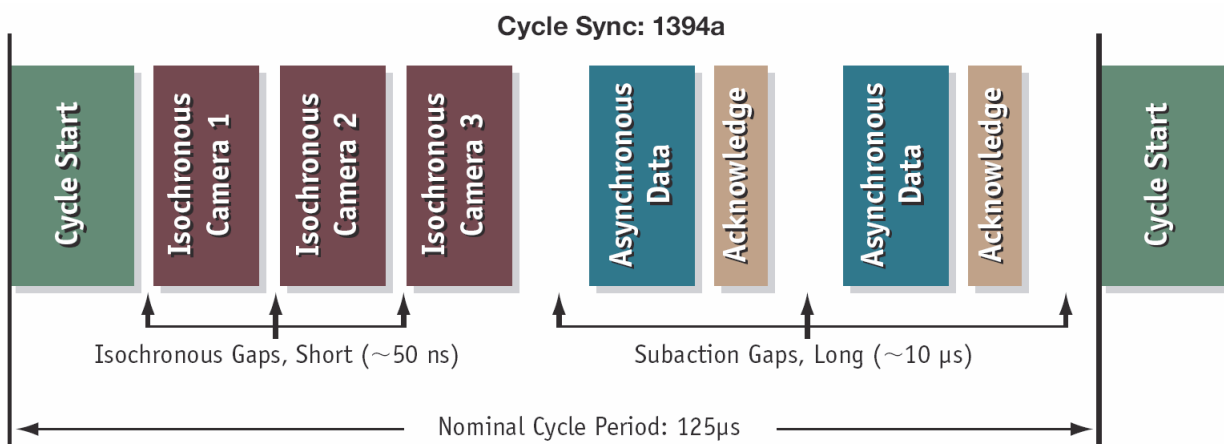 Cycle Sync: 1394a
Cycle Start
Isochronous
Camera 1
Isochronous
Camera 2
Isochronous
Camera 3
Asynchronous
Data
Acknowledge
Asynchronous
Data
Acknowledge
Cycle Start
Isochronous Gaps, Short (~50 ns)
Subaction Gaps, Long (~10 µs)
Nominal Cycle Period: 125µs